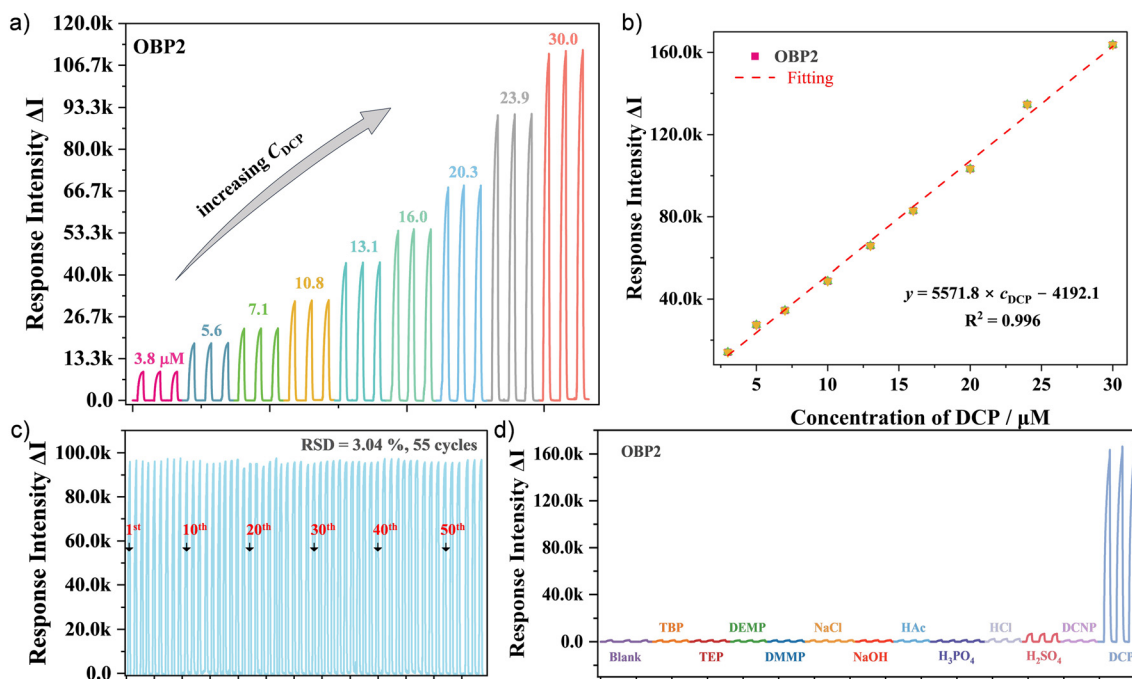 a)
OBP2
120.0k
106.7k
93.3k
80.0k
66.7k
53.3k
40.0k
26.7k
13.3k
0.0
Response Intensity ΔI
increasing C_DCP
3.8 μM
5.6
7.1
10.8
13.1
16.0
20.3
23.9
30.0
b)
OBP2
Fitting
160.0k
120.0k
80.0k
40.0k
Response Intensity ΔI
y = 5571.8 × c_DCP − 4192.1
R² = 0.996
5
10
15
20
25
30
Concentration of DCP / μM
c)
RSD = 3.04 %, 55 cycles
100.0k
80.0k
60.0k
40.0k
20.0k
0.0
Response Intensity ΔI
1st
10th
20th
30th
40th
50th
d)
OBP2
160.0k
120.0k
80.0k
40.0k
0.0
Response Intensity ΔI
TBP
DEMP
NaCl
HAc
HCl
DCNP
Blank
TEP
DMMP
NaOH
H₃PO₄
H₂SO₄
DCP